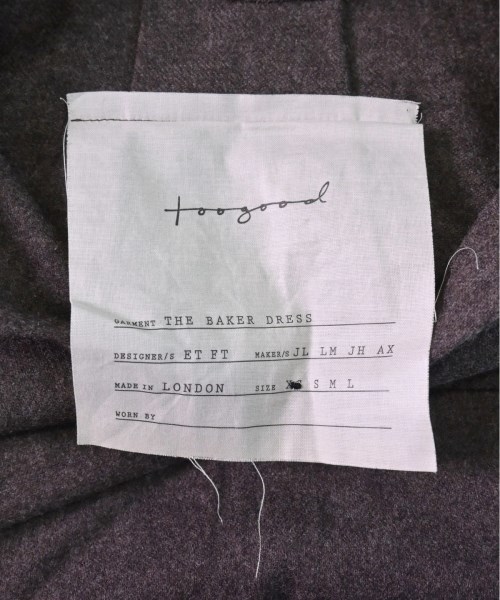 toogood
GARMENT THE BAKER DRESS
DESIGNER/S ET FT MAKER/S JL LM JH AX
MADE IN LONDON SIZE XS S M L
WORN BY